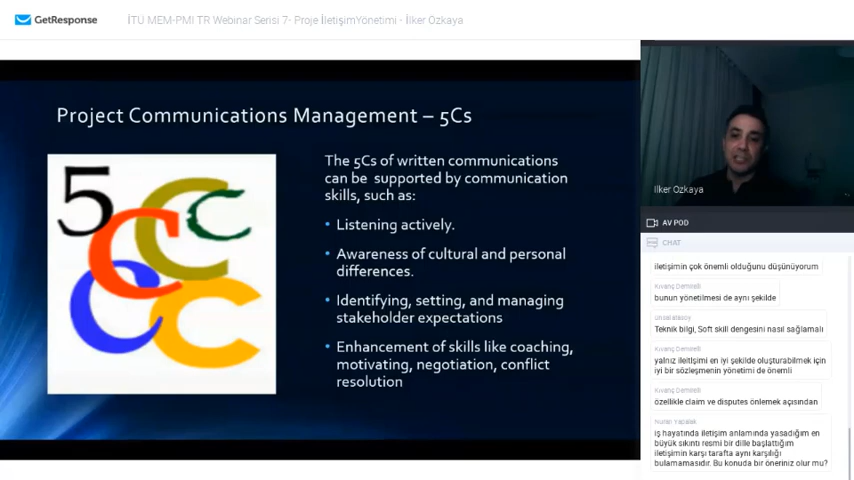 GetResponse
İTÜ MEM-PMI TR Webinar Serisi 7- Proje İletişimYönetimi - İlker Ozkaya
Project Communications Management – 5Cs
5 C C C C C
The 5Cs of written communications
can be supported by communication
skills, such as:
• Listening actively.
• Awareness of cultural and personal
differences.
• Identifying, setting, and managing
stakeholder expectations
• Enhancement of skills like coaching,
motivating, negotiation, conflict
resolution
Ilker Ozkaya
AV POD
CHAT
iletişimin çok önemli olduğunu düşünüyorum
Kıvanç Demirelli
bunun yönetilmesi de aynı şekilde
Teknik bilgi, Soft skill dengesini nasıl sağlamalı
Kıvanç Demirelli
yalnız ileitlşimi en iyi şekilde oluşturabilmek için
iyi bir sözleşmenin yönetimi de önemli
Kıvanç Demirelli
özellikle claim ve disputes önlemek açısından
iş hayatında iletişim anlamında yasadığım en
büyük sıkıntı resmi bir dille başlattığım
iletişimin karşı tarafta aynı karşılığı
bulamamasıdır. Bu konuda bir öneriniz olur mu?